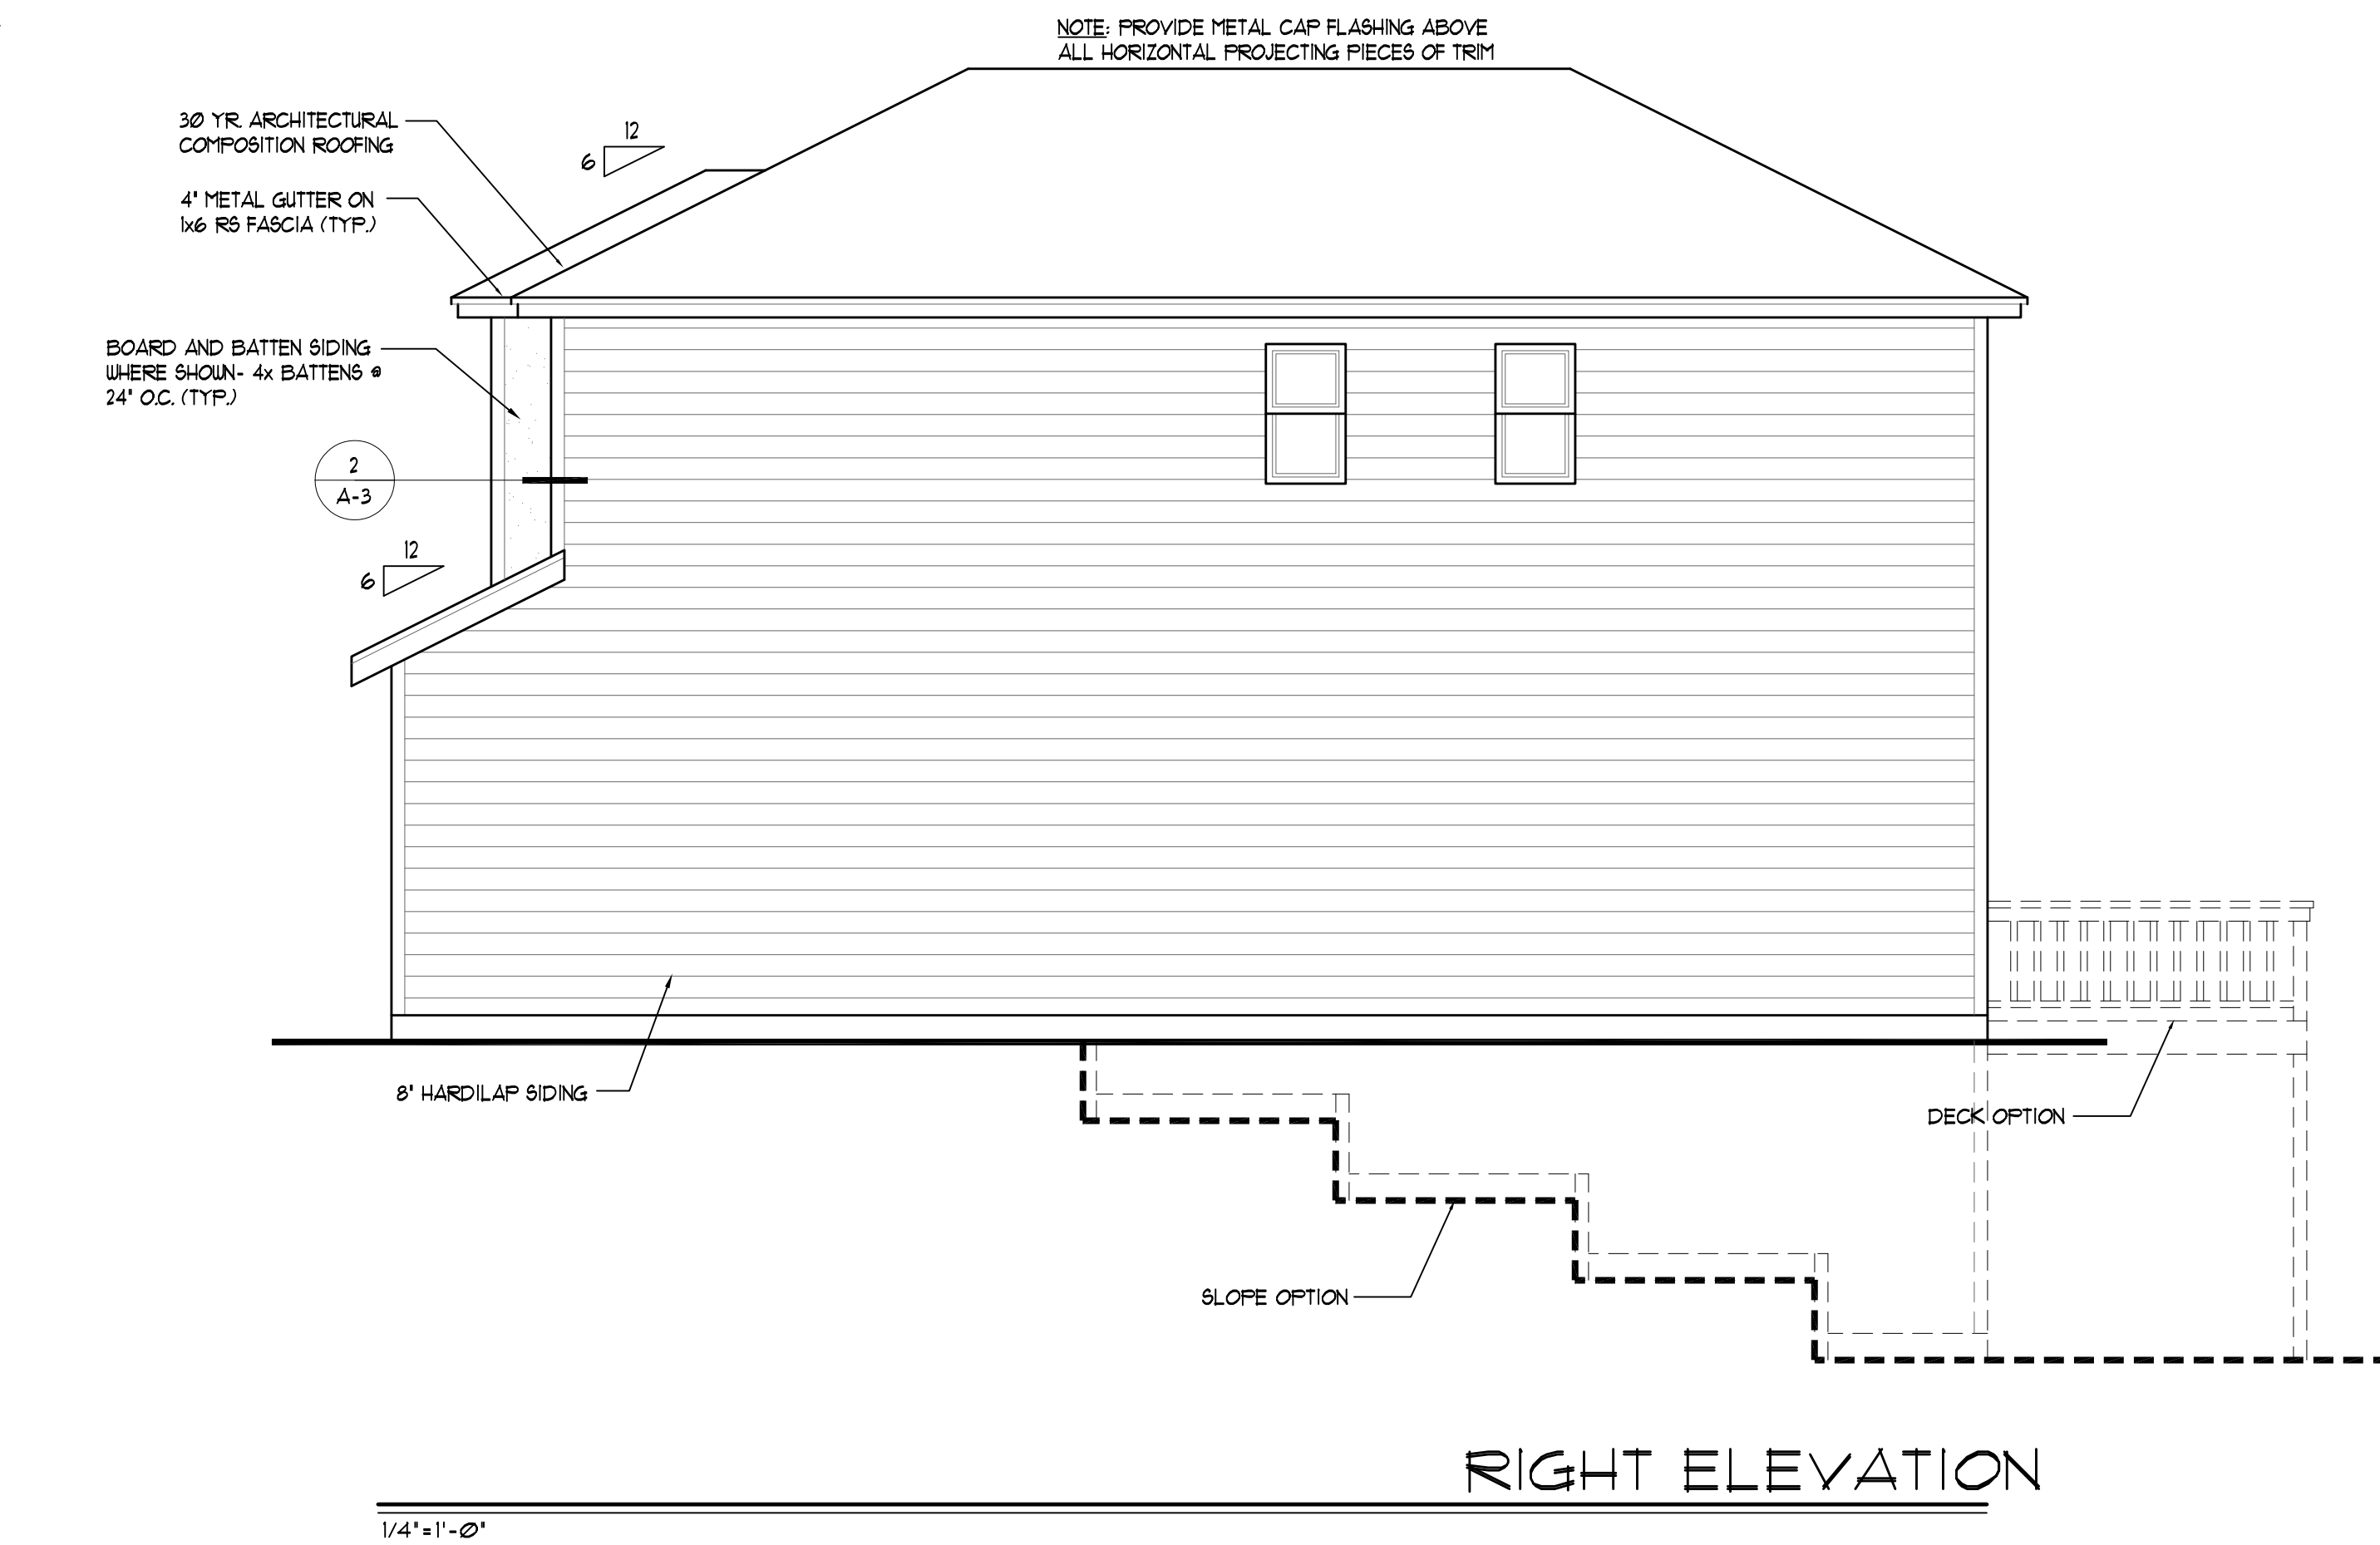 NOTE: PROVIDE METAL CAP FLASHING ABOVE
ALL HORIZONTAL PROJECTING PIECES OF TRIM
30 YR. ARCHITECTURAL
COMPOSITION ROOFING
12
6
4" METAL GUTTER ON
1x6 RS FASCIA (TYP.)
BOARD AND BATTEN SIDING
WHERE SHOWN- 4x BATTENS @
24" O.C. (TYP.)
2
A-3
12
6
8" HARDILAP SIDING
DECK OPTION
SLOPE OPTION
RIGHT ELEVATION
1/4"=1'-0"